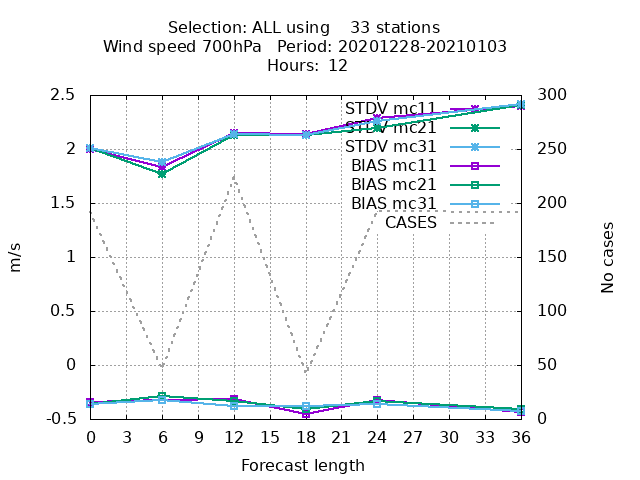 Selection: ALL using    33 stations
Wind speed 700hPa   Period: 20201228-20210103
Hours: 12
2.5
2
1.5
1
0.5
0
-0.5
m/s
STDV mc11
STDV mc21
STDV mc31
BIAS mc11
BIAS mc21
BIAS mc31
CASES
300
250
200
150
100
50
0
No cases
0 3 6 9 12 15 18 21 24 27 30 33 36
Forecast length